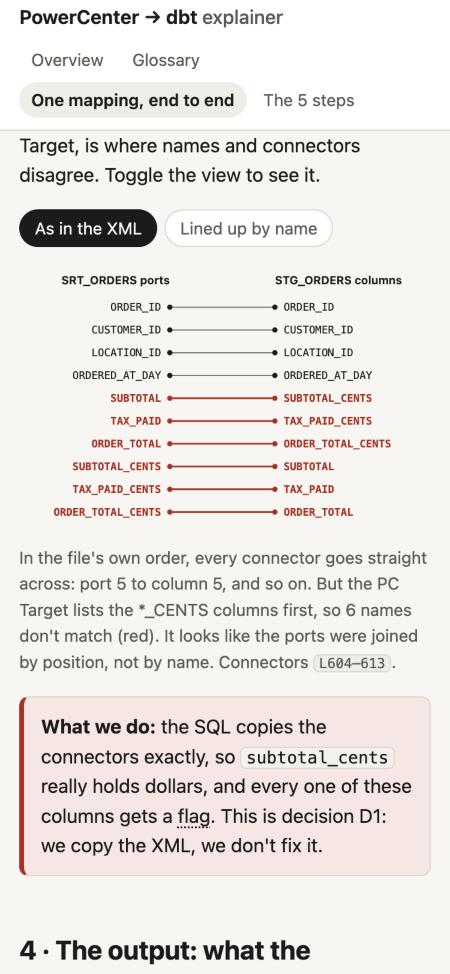 PowerCenter → dbt explainer
Overview Glossary
One mapping, end to end The 5 steps
Target, is where names and connectors
disagree. Toggle the view to see it.
As in the XML Lined up by name
SRT_ORDERS ports STG_ORDERS columns
ORDER_ID ORDER_ID
CUSTOMER_ID CUSTOMER_ID
LOCATION_ID LOCATION_ID
ORDERED_AT_DAY ORDERED_AT_DAY
SUBTOTAL SUBTOTAL_CENTS
TAX_PAID TAX_PAID_CENTS
ORDER_TOTAL ORDER_TOTAL_CENTS
SUBTOTAL_CENTS SUBTOTAL
TAX_PAID_CENTS TAX_PAID
ORDER_TOTAL_CENTS ORDER_TOTAL
In the file's own order, every connector goes straight
across: port 5 to column 5, and so on. But the PC
Target lists the *_CENTS columns first, so 6 names
don't match (red). It looks like the ports were joined
by position, not by name. Connectors L604–613.
What we do: the SQL copies the
connectors exactly, so subtotal_cents
really holds dollars, and every one of these
columns gets a flag. This is decision D1:
we copy the XML, we don't fix it.
4 · The output: what the